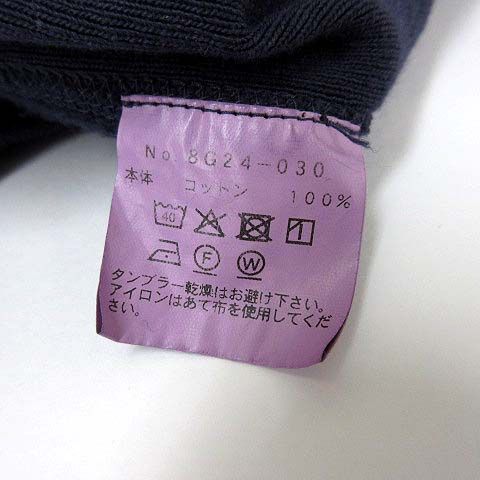 No. 8G24-030
本体 コットン 100%
40
F W
タンブラー乾燥はお避け下さい。
アイロンはあて布を使用してくだ
さい。